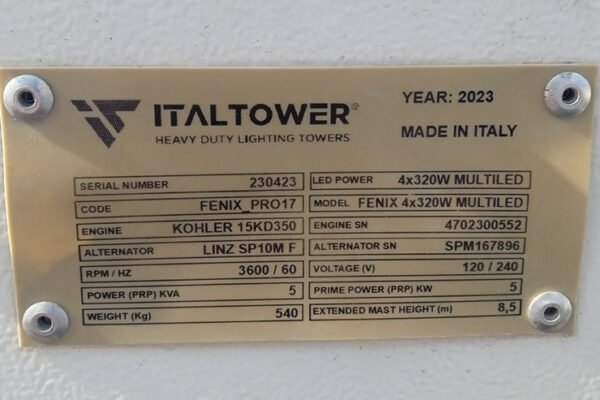 ITALTOWER®
HEAVY DUTY LIGHTING TOWERS
YEAR: 2023
MADE IN ITALY
SERIAL NUMBER 230423
LED POWER 4x320W MULTILED
CODE FENIX_PRO17
MODEL FENIX 4x320W MULTILED
ENGINE KOHLER 15KD350
ENGINE SN 4702300552
ALTERNATOR LINZ SP10M F
ALTERNATOR SN SPM167896
RPM / HZ 3600 / 60
VOLTAGE (V) 120 / 240
POWER (PRP) KVA 5
PRIME POWER (PRP) KW 5
WEIGHT (Kg) 540
EXTENDED MAST HEIGHT (m) 8,5